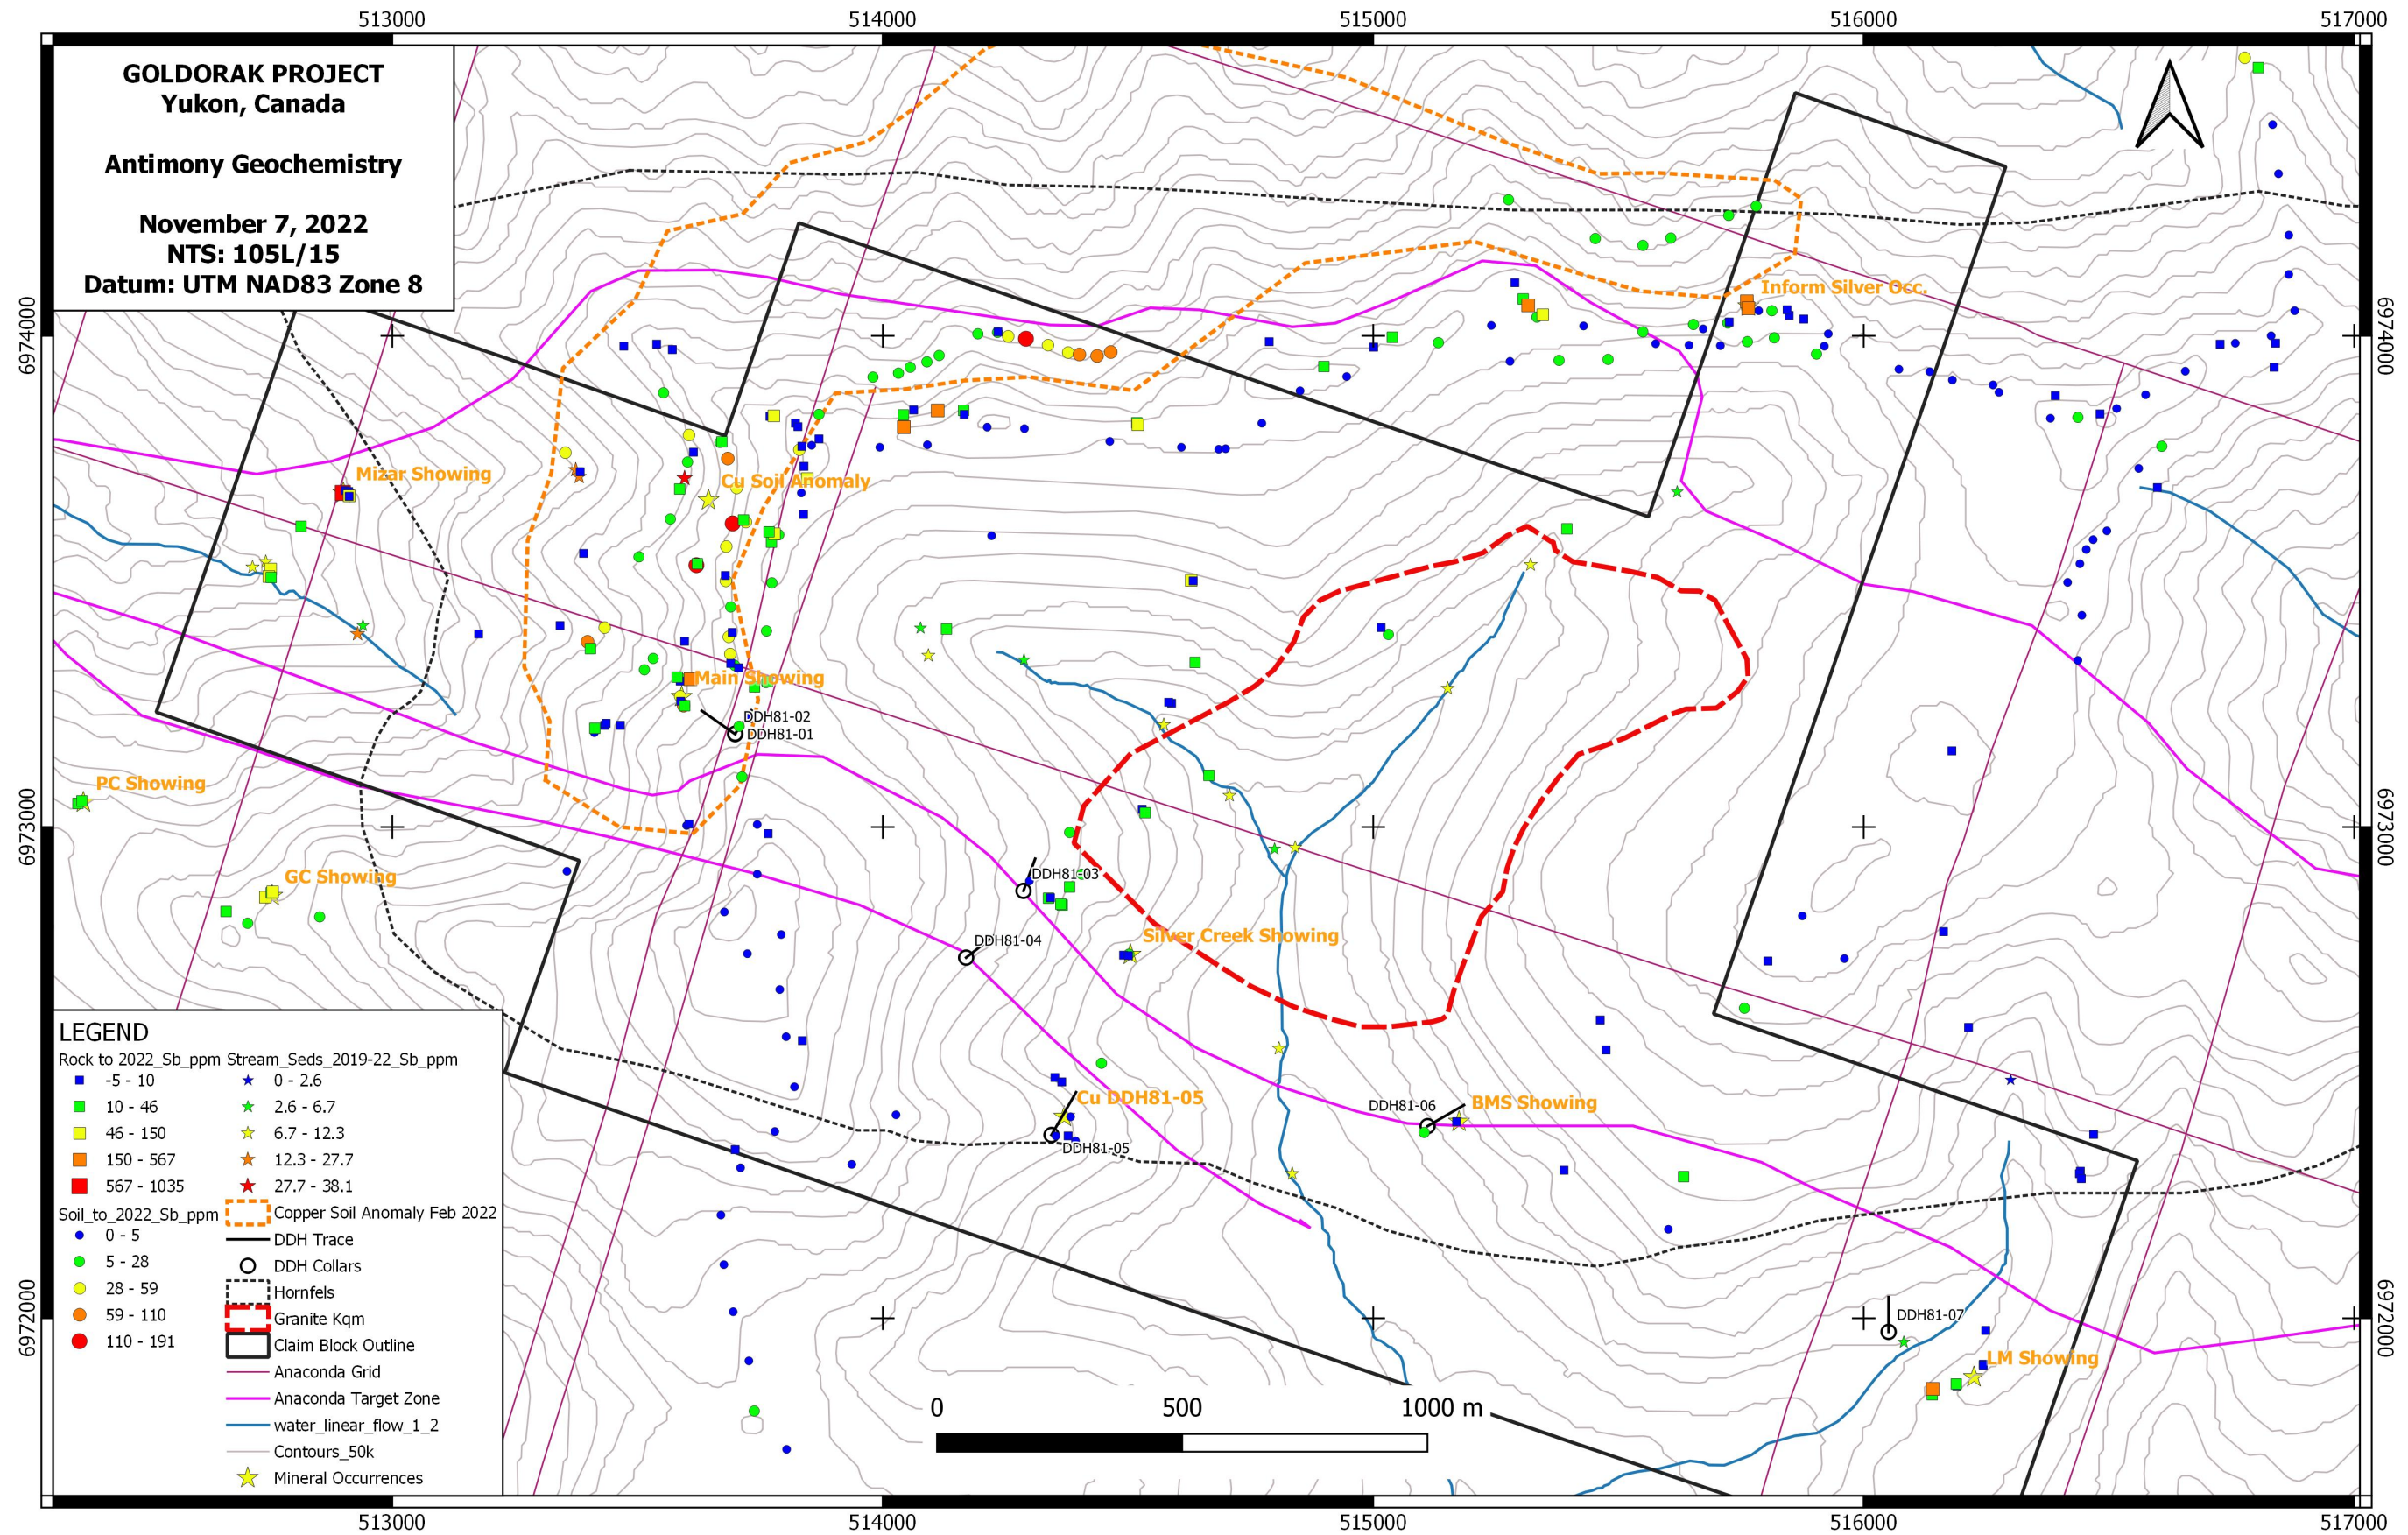 513000
514000
515000
516000
517000
GOLDORAK PROJECT
Yukon, Canada
Antimony Geochemistry
November 7, 2022
NTS: 105L/15
Datum: UTM NAD83 Zone 8
6974000
6974000
Inform Silver Occ.
Mizar Showing
Cu Soil Anomaly
Main Showing
DDH81-02
DDH81-01
PC Showing
6973000
6973000
GC Showing
DDH81-03
Silver Creek Showing
DDH81-04
Cu DDH81-05
DDH81-06
BMS Showing
DDH81-05
DDH81-07
6972000
6972000
LM Showing
LEGEND
Rock to 2022_Sb_ppm
-5 - 10
10 - 46
46 - 150
150 - 567
567 - 1035
Soil_to_2022_Sb_ppm
0 - 5
5 - 28
28 - 59
59 - 110
110 - 191
Stream_Seds_2019-22_Sb_ppm
0 - 2.6
2.6 - 6.7
6.7 - 12.3
12.3 - 27.7
27.7 - 38.1
Copper Soil Anomaly Feb 2022
DDH Trace
DDH Collars
Hornfels
Granite Kqm
Claim Block Outline
Anaconda Grid
Anaconda Target Zone
water_linear_flow_1_2
Contours_50k
Mineral Occurrences
0 500 1000 m
513000
514000
515000
516000
517000